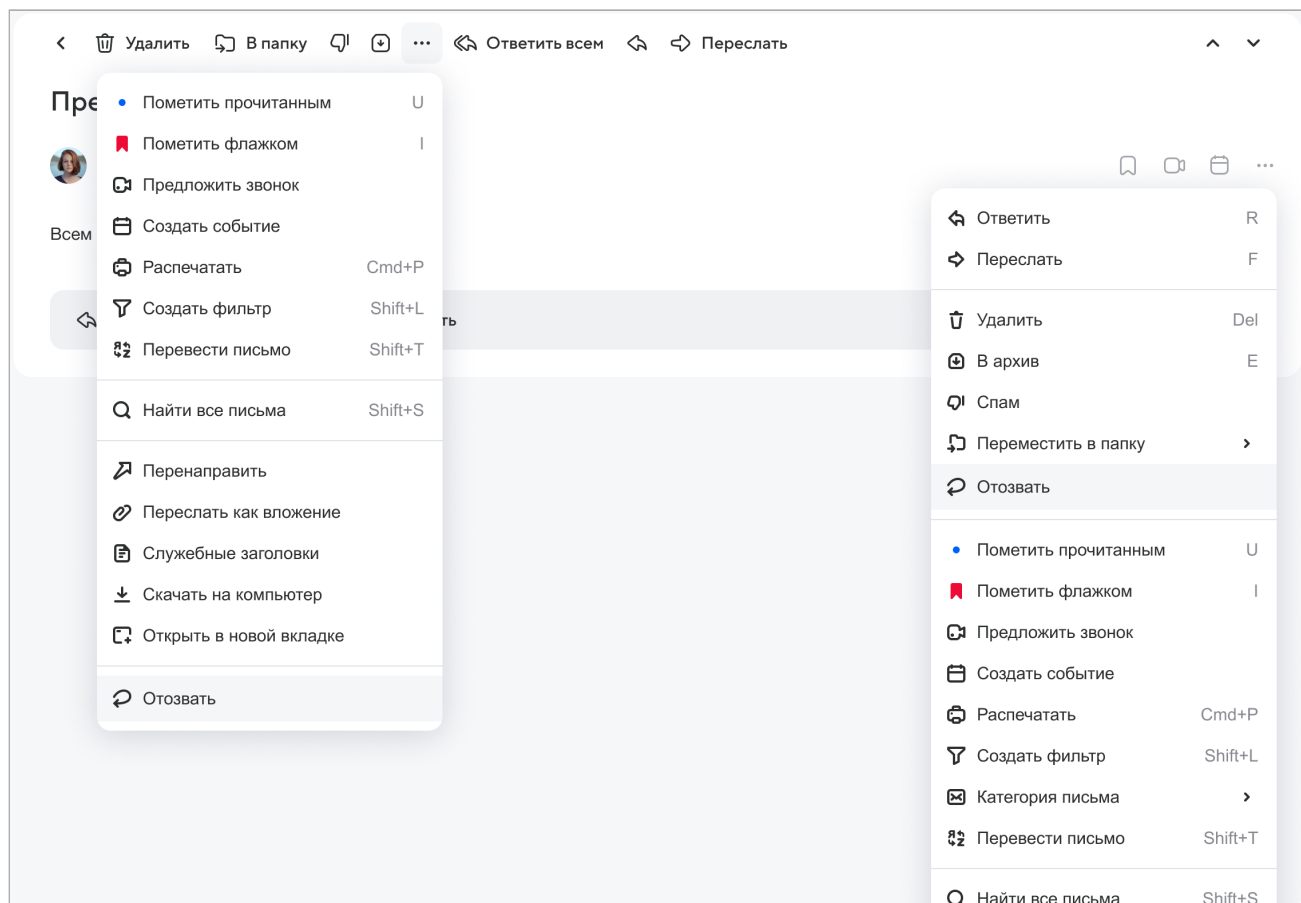 Удалить В папку Ответить всем Переслать
Пре
Всем
ть
Пометить прочитанным U
Пометить флажком I
Предложить звонок
Создать событие
Распечатать Cmd+P
Создать фильтр Shift+L
Перевести письмо Shift+T
Найти все письма Shift+S
Перенаправить
Переслать как вложение
Служебные заголовки
Скачать на компьютер
Открыть в новой вкладке
Отозвать
Ответить R
Переслать F
Удалить Del
В архив E
Спам
Переместить в папку
Отозвать
Пометить прочитанным U
Пометить флажком I
Предложить звонок
Создать событие
Распечатать Cmd+P
Создать фильтр Shift+L
Категория письма
Перевести письмо Shift+T
Найти все письма Shift+S